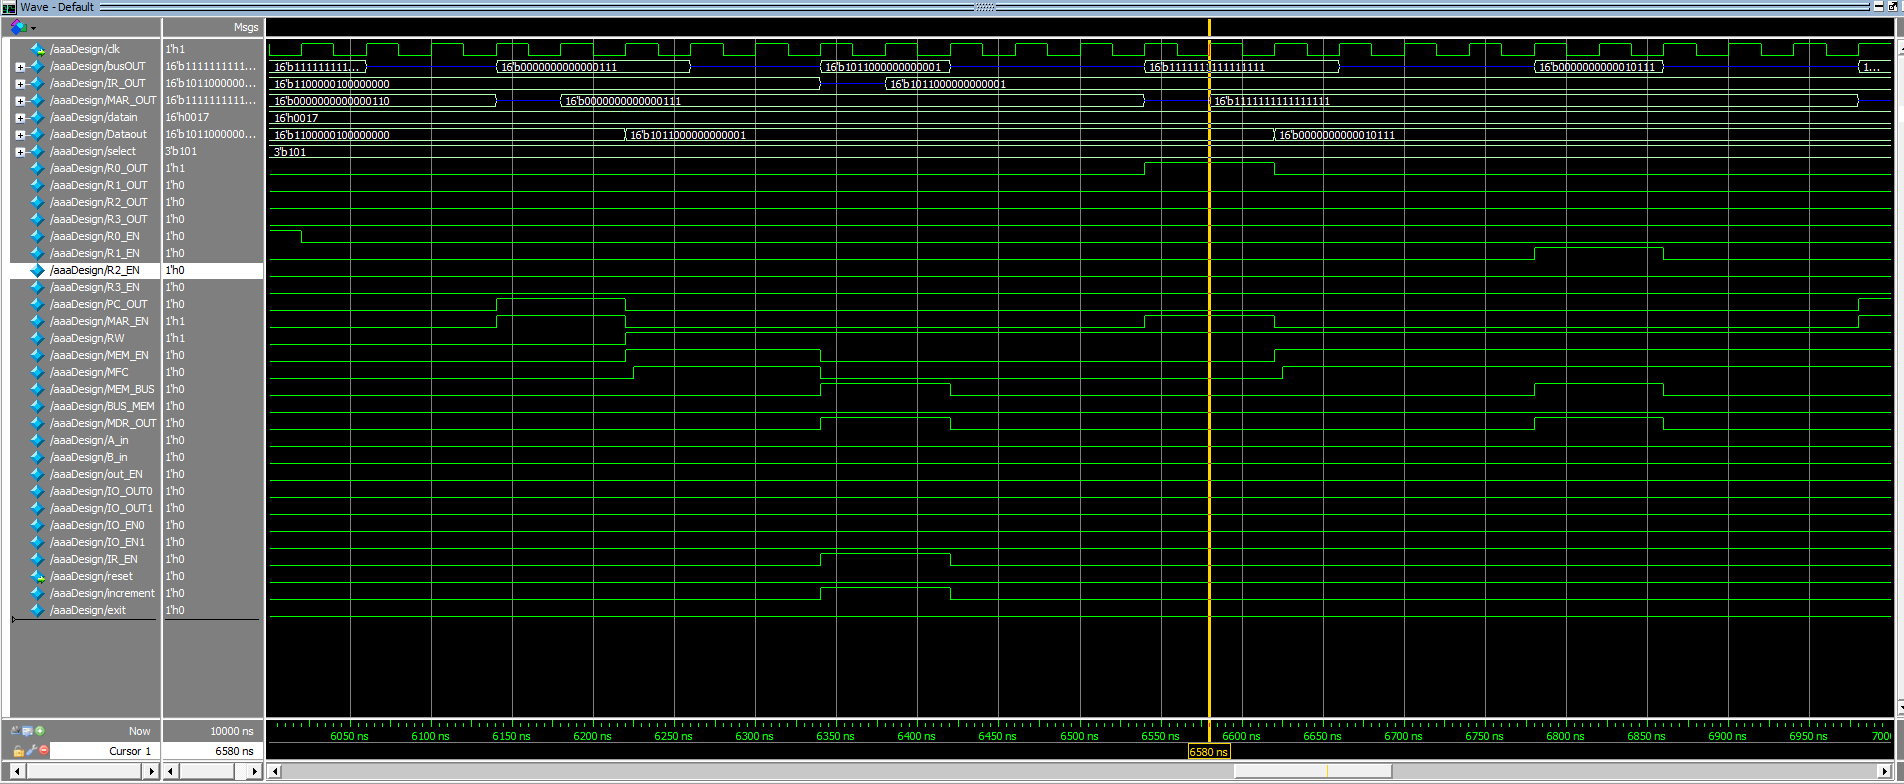 Wave - Default
Msgs
/aaaDesign/clk 1'h1
/aaaDesign/busOUT 16'b1111111111... 16'b111111111... 16'b0000000000000111 16'b1011000000000001 16'b1111111111111111 16'b0000000000010111 1...
/aaaDesign/IR_OUT 16'b1011000000... 16'b1100000100000000 16'b1011000000000001
/aaaDesign/MAR_OUT 16'b1111111111... 16'b0000000000000110 16'b0000000000000111 16'b1111111111111111
/aaaDesign/datain 16'h0017 16'h0017
/aaaDesign/Dataout 16'b1011000000... 16'b1100000100000000 16'b1011000000000001 16'b0000000000010111
/aaaDesign/select 3'b101 3'b101
/aaaDesign/R0_OUT 1'h1
/aaaDesign/R1_OUT 1'h0
/aaaDesign/R2_OUT 1'h0
/aaaDesign/R3_OUT 1'h0
/aaaDesign/R0_EN 1'h0
/aaaDesign/R1_EN 1'h0
/aaaDesign/R2_EN 1'h0
/aaaDesign/R3_EN 1'h0
/aaaDesign/PC_OUT 1'h0
/aaaDesign/MAR_EN 1'h1
/aaaDesign/RW 1'h1
/aaaDesign/MEM_EN 1'h0
/aaaDesign/MFC 1'h0
/aaaDesign/MEM_BUS 1'h0
/aaaDesign/BUS_MEM 1'h0
/aaaDesign/MDR_OUT 1'h0
/aaaDesign/A_in 1'h0
/aaaDesign/B_in 1'h0
/aaaDesign/out_EN 1'h0
/aaaDesign/IO_OUT0 1'h0
/aaaDesign/IO_OUT1 1'h0
/aaaDesign/IO_EN0 1'h0
/aaaDesign/IO_EN1 1'h0
/aaaDesign/IR_EN 1'h0
/aaaDesign/reset 1'h0
/aaaDesign/increment 1'h0
/aaaDesign/exit 1'h0
Now 10000 ns 6050 ns 6100 ns 6150 ns 6200 ns 6250 ns 6300 ns 6350 ns 6400 ns 6450 ns 6500 ns 6550 ns 6600 ns 6650 ns 6700 ns 6750 ns 6800 ns 6850 ns 6900 ns 6950 ns 700
Cursor 1 6580 ns 6580 ns